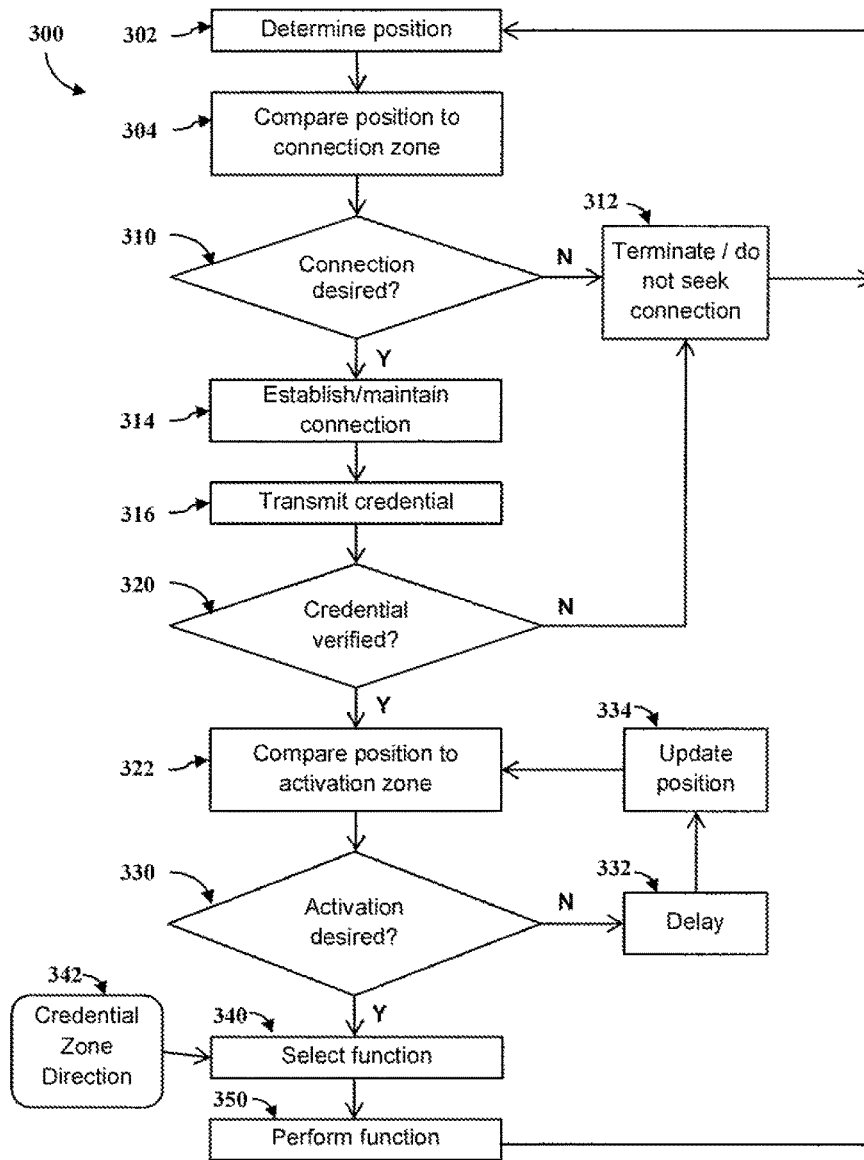 300
302
Determine position
304
Compare position to
connection zone
310
Connection
desired?
N
312
Terminate / do
not seek
connection
Y
314
Establish/maintain
connection
316
Transmit credential
320
Credential
verified?
N
Y
322
Compare position to
activation zone
334
Update
position
330
Activation
desired?
N
332
Delay
Y
342
Credential
Zone
Direction
340
Select function
350
Perform function